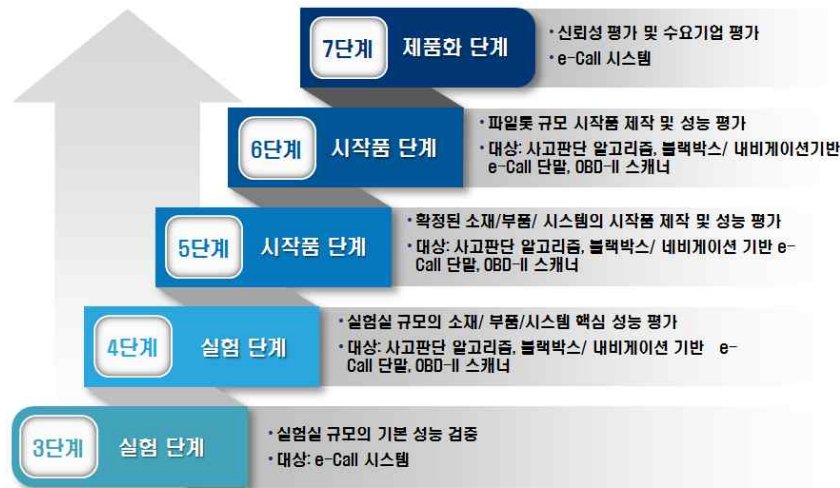 7단계
제품화 단계
• 신뢰성 평가 및 수요기업 평가
• e-Call 시스템
6단계
시작품 단계
• 파일롯 규모 시작품 제작 및 성능 평가
• 대상: 사고판단 알고리즘, 블랙박스/ 내비게이션기반
e-Call 단말, OBD-II 스캐너
5단계
시작품 단계
• 확정된 소재/부품/ 시스템의 시작품 제작 및 성능 평가
• 대상: 사고판단 알고리즘, 블랙박스/ 네비게이션 기반 e-
Call 단말, OBD-II 스캐너
4단계
실험 단계
• 실험실 규모의 소재/ 부품/시스템 핵심 성능 평가
• 대상: 사고판단 알고리즘, 블랙박스/ 내비게이션 기반 e-
Call 단말, OBD-II 스캐너
3단계
실험 단계
• 실험실 규모의 기본 성능 검증
• 대상: e-Call 시스템